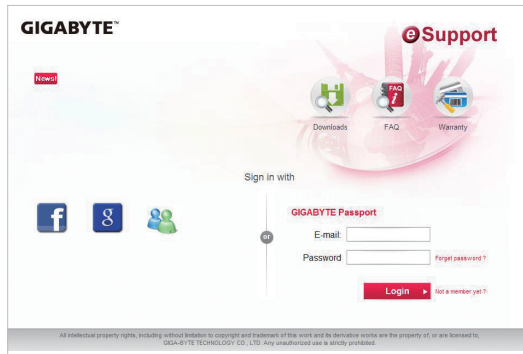 GIGABYTE™
eSupport
News!
FAQ
Downloads
FAQ
Warranty
Sign in with
f
g
or
GIGABYTE Passport
E-mail:
Password
Forget password ?
Login
Not a member yet ?
All intellectual property rights, including without limitation to copyright and trademark of this work and its derivative works are the property of, or are licensed to,
GIGA-BYTE TECHNOLOGY CO., LTD. Any unauthorized use is strictly prohibited.